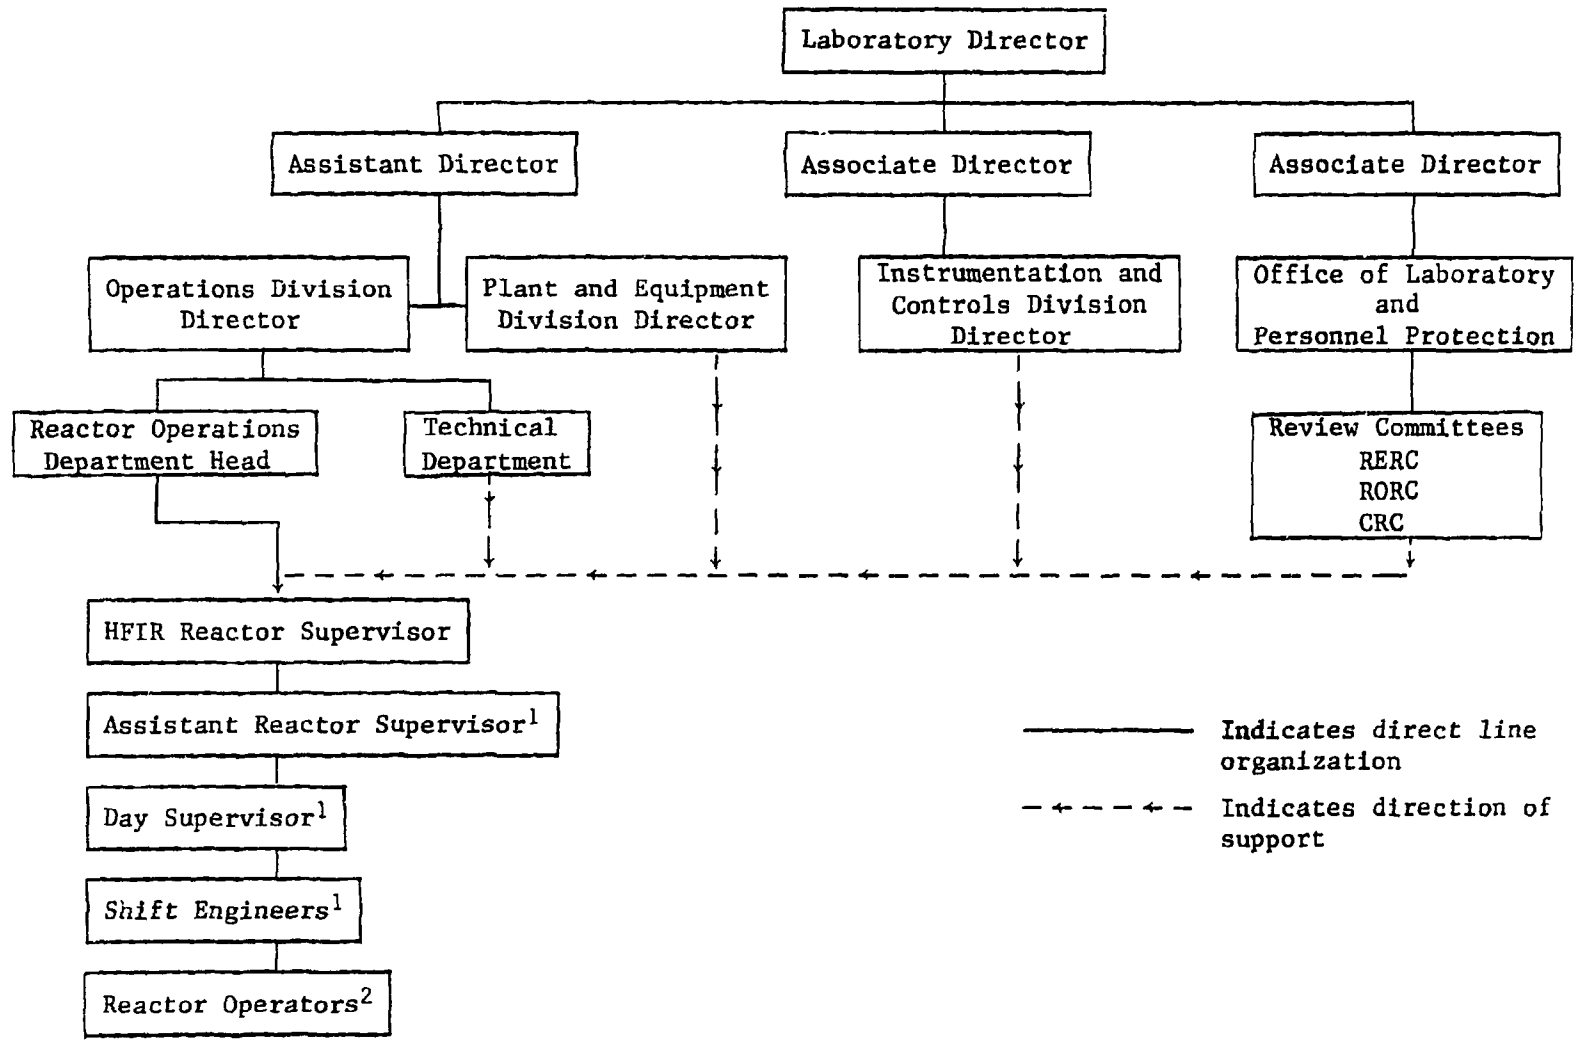 Laboratory Director
Assistant Director
Associate Director
Associate Director
Operations Division
Director
Plant and Equipment
Division Director
Instrumentation and
Controls Division
Director
Office of Laboratory
and
Personnel Protection
Reactor Operations
Department Head
Technical
Department
Review Committees
RERC
RORC
CRC
HFIR Reactor Supervisor
Assistant Reactor Supervisor¹
Day Supervisor¹
Shift Engineers¹
Reactor Operators²
Indicates direct line
organization
Indicates direction of
support